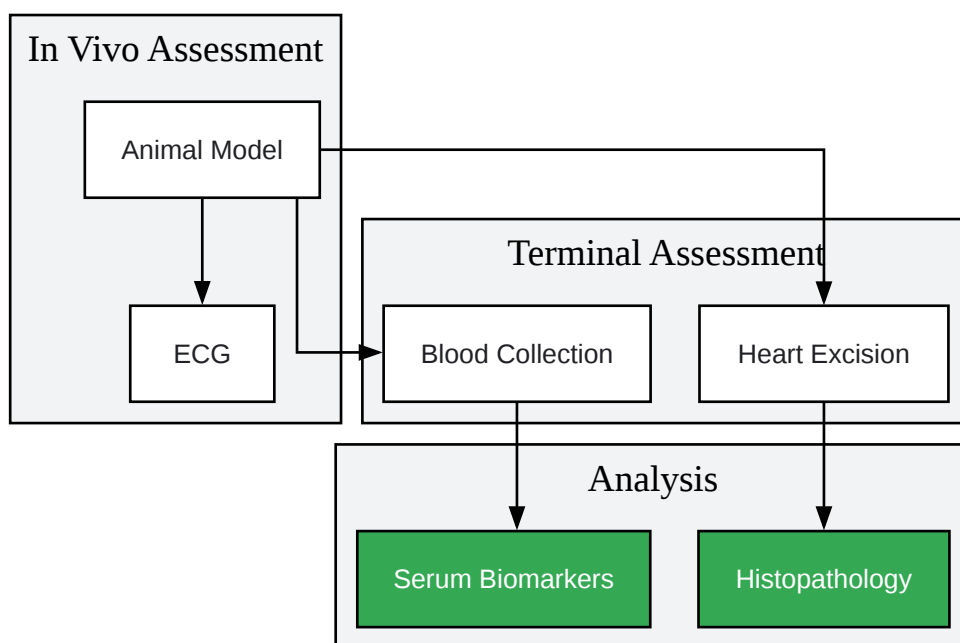 In Vivo Assessment
Animal Model
ECG
Terminal Assessment
Blood Collection
Heart Excision
Analysis
Serum Biomarkers
Histopathology